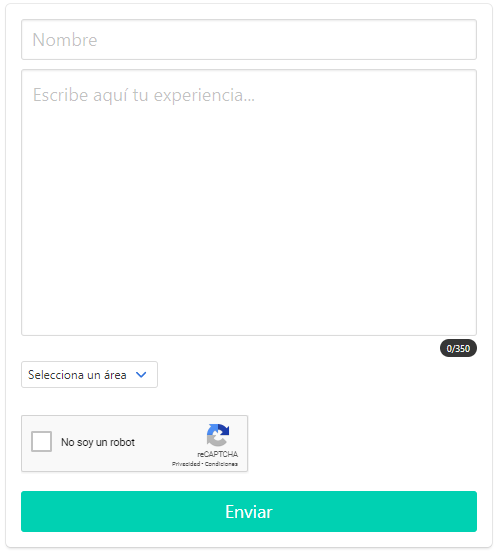 Nombre
Escribe aquí tu experiencia...
0/350
Selecciona un área
No soy un robot
reCAPTCHA
Privacidad - Condiciones
Enviar